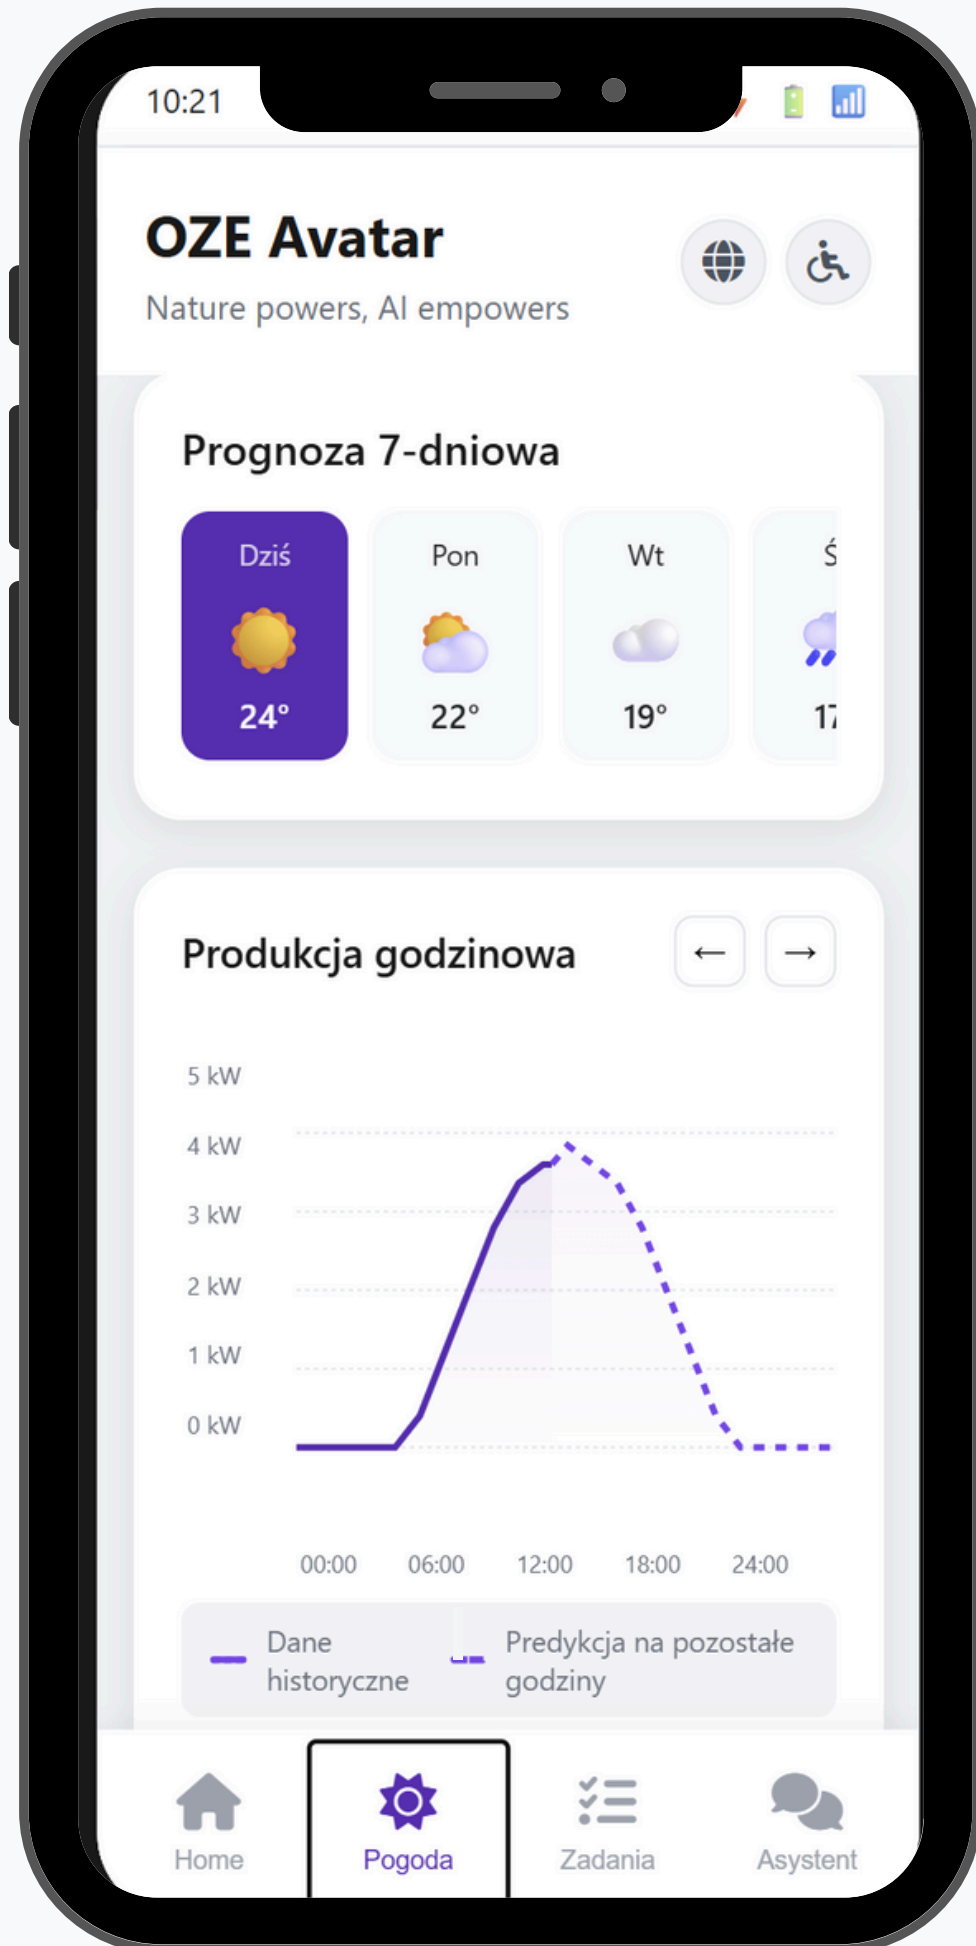 10:21
OZE Avatar
Nature powers, AI empowers
Prognoza 7-dniowa
Dziś
Pon
Wt
Ś
24°
22°
19°
17
Produkcja godzinowa
← →
5 kW
4 kW
3 kW
2 kW
1 kW
0 kW
00:00 06:00 12:00 18:00 24:00
Dane
historyczne
Predykcja na pozostałe
godziny
Home
Pogoda
Zadania
Asystent